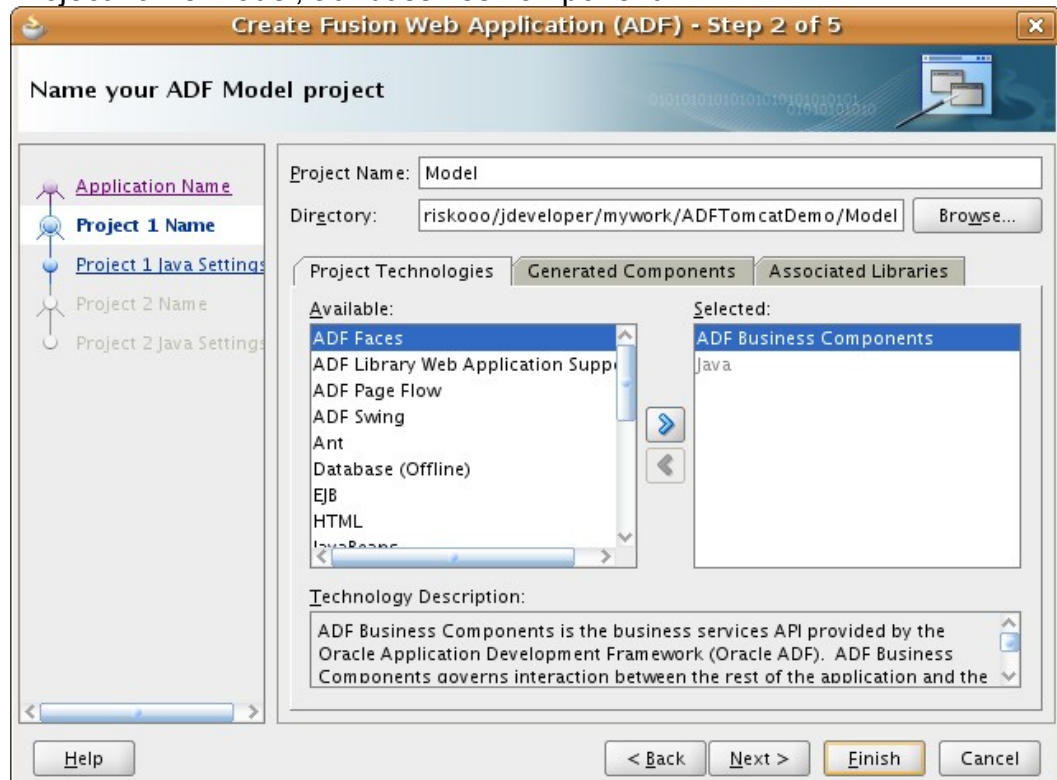 Create Fusion Web Application (ADF) - Step 2 of 5
Name your ADF Model project
Application Name
Project 1 Name
Project 1 Java Settings
Project 2 Name
Project 2 Java Settings
Project Name: Model
Directory: riskooo/jdeveloper/mywork/ADFTomcatDemo/Model Browse...
Project Technologies Generated Components Associated Libraries
Available:
ADF Faces
ADF Library Web Application Suppo
ADF Page Flow
ADF Swing
Ant
Database (Offline)
EJB
HTML
JavaBeans
Selected:
ADF Business Components
Java
Technology Description:
ADF Business Components is the business services API provided by the
Oracle Application Development Framework (Oracle ADF). ADF Business
Components governs interaction between the rest of the application and the
Help < Back Next > Finish Cancel